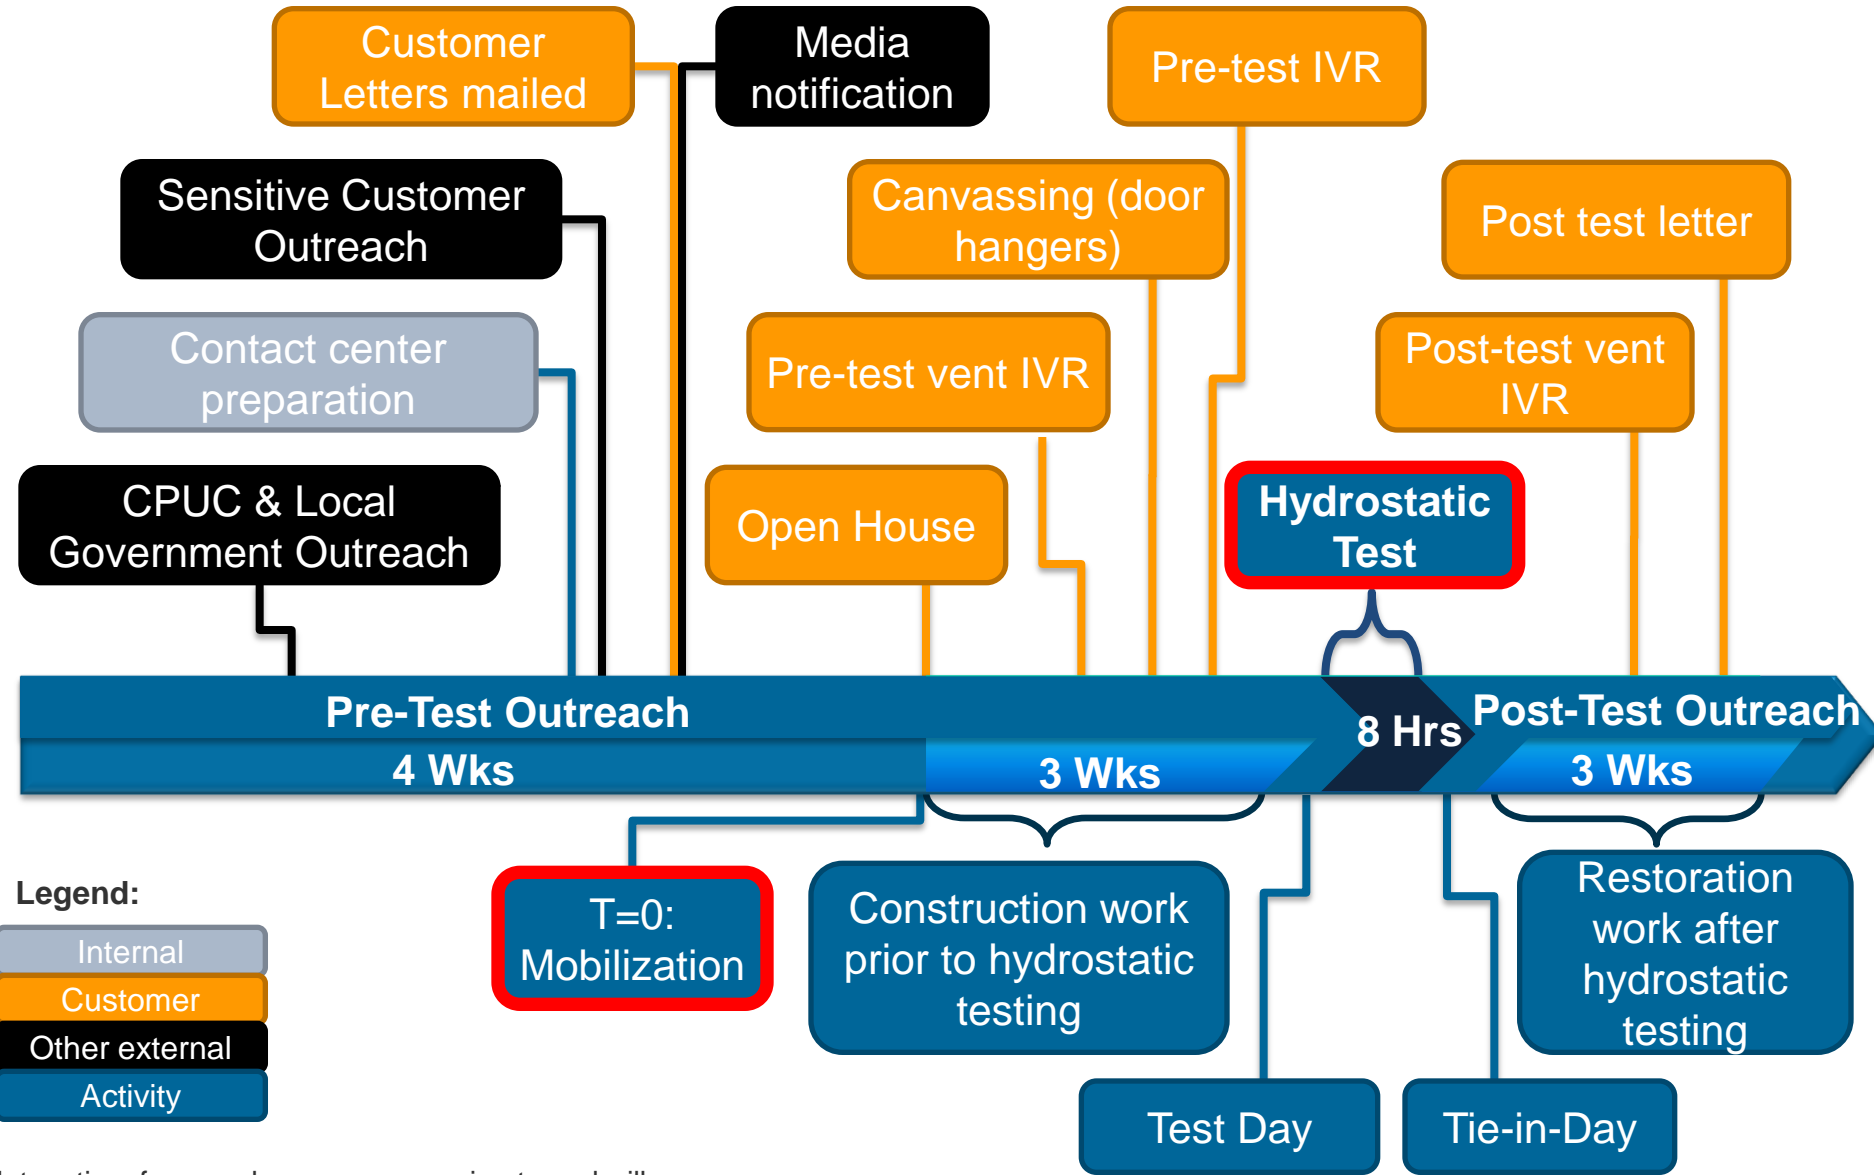 Customer
Letters mailed
Media
notification
Pre-test IVR
Sensitive Customer
Outreach
Canvassing (door
hangers)
Post test letter
Contact center
preparation
Pre-test vent IVR
Post-test vent
IVR
CPUC & Local
Government Outreach
Open House
Hydrostatic
Test
Pre-Test Outreach
8 Hrs
Post-Test Outreach
4 Wks
3 Wks
3 Wks
T=0:
Mobilization
Construction work
prior to hydrostatic
testing
Restoration
work after
hydrostatic
testing
Test Day
Tie-in-Day
Legend:
Internal
Customer
Other external
Activity